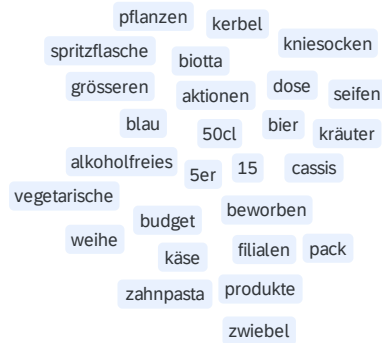 pflanzen
kerbel
kniesocken
spritzflasche
biotta
grösseren
aktionen
dose
seifen
blau
50cl
bier
kräuter
alkoholfreies
5er
15
cassis
vegetarische
budget
beworben
weihe
käse
filialen
pack
zahnpasta
produkte
zwiebel